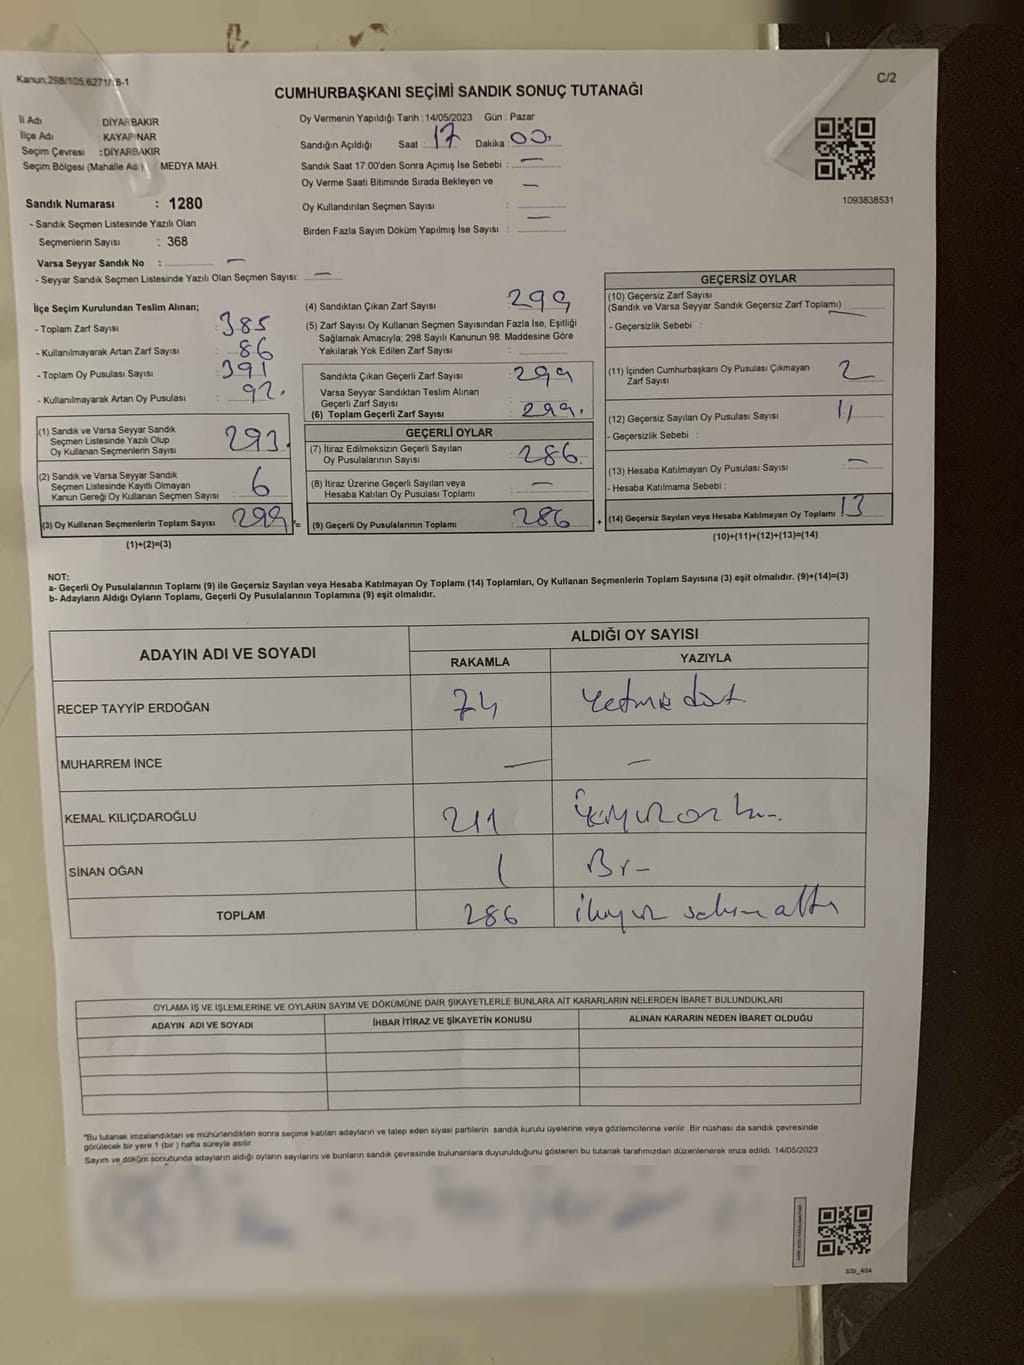 Kanun:298/105,6271/18-1
C/2
CUMHURBAŞKANI SEÇİMİ SANDIK SONUÇ TUTANAĞI
İl Adı : DİYARBAKIR
İlçe Adı : KAYAPINAR
Seçim Çevresi : DİYARBAKIR
Seçim Bölgesi (Mahalle Adı) MEDYA MAH.
Oy Vermenin Yapıldığı Tarih : 14/05/2023 Gün : Pazar
Sandığın Açıldığı Saat : 17 Dakika : 00
Sandık Saat 17:00'den Sonra Açımış İse Sebebi : —
Oy Verme Saati Bitiminde Sırada Bekleyen ve —
Oy Kullandırılan Seçmen Sayısı :
Birden Fazla Sayım Döküm Yapılmış İse Sayısı : —
1093838531
Sandık Numarası : 1280
- Sandık Seçmen Listesinde Yazılı Olan
Seçmenlerin Sayısı : 368
Varsa Seyyar Sandık No : —
- Seyyar Sandık Seçmen Listesinde Yazılı Olan Seçmen Sayısı: —
İlçe Seçim Kurulundan Teslim Alınan;
- Toplam Zarf Sayısı : 385
- Kullanılmayarak Artan Zarf Sayısı : 86
- Toplam Oy Pusulası Sayısı : 391
- Kullanılmayarak Artan Oy Pusulası : 92
(1) Sandık ve Varsa Seyyar Sandık
Seçmen Listesinde Yazılı Olup
Oy Kullanan Seçmenlerin Sayısı : 293
(2) Sandık ve Varsa Seyyar Sandık
Seçmen Listesinde Kayıtlı Olmayan
Kanun Gereği Oy Kullanan Seçmen Sayısı : 6
(3) Oy Kullanan Seçmenlerin Toplam Sayısı : 299 =
(1)+(2)=(3)
(4) Sandıktan Çıkan Zarf Sayısı : 299
(5) Zarf Sayısı Oy Kullanan Seçmen Sayısından Fazla İse, Eşitliği
Sağlamak Amacıyla; 298 Sayılı Kanunun 98. Maddesine Göre
Yakılarak Yok Edilen Zarf Sayısı :
Sandıkta Çıkan Geçerli Zarf Sayısı : 299
Varsa Seyyar Sandıktan Teslim Alınan
Geçerli Zarf Sayısı :
(6) Toplam Geçerli Zarf Sayısı : 299
GEÇERLİ OYLAR
(7) İtiraz Edilmeksizin Geçerli Sayılan
Oy Pusulalarının Sayısı : 286
(8) İtiraz Üzerine Geçerli Sayılan veya
Hesaba Katılan Oy Pusulası Toplamı : —
(9) Geçerli Oy Pusulalarının Toplamı : 286 +
GEÇERSİZ OYLAR
(10) Geçersiz Zarf Sayısı
(Sandık ve Varsa Seyyar Sandık Geçersiz Zarf Toplamı) —
- Geçersizlik Sebebi :
(11) İçinden Cumhurbaşkanı Oy Pusulası Çıkmayan
Zarf Sayısı 2
(12) Geçersiz Sayılan Oy Pusulası Sayısı 11
- Geçersizlik Sebebi :
(13) Hesaba Katılmayan Oy Pusulası Sayısı : —
- Hesaba Katılmama Sebebi :
(14) Geçersiz Sayılan veya Hesaba Katılmayan Oy Toplamı 13
(10)+(11)+(12)+(13)=(14)
NOT:
a- Geçerli Oy Pusulalarının Toplamı (9) ile Geçersiz Sayılan veya Hesaba Katılmayan Oy Toplamı (14) Toplamları, Oy Kullanan Seçmenlerin Toplam Sayısına (3) eşit olmalıdır. (9)+(14)=(3)
b- Adayların Aldığı Oyların Toplamı, Geçerli Oy Pusulalarının Toplamına (9) eşit olmalıdır.
ADAYIN ADI VE SOYADI
ALDIĞI OY SAYISI
RAKAMLA YAZIYLA
RECEP TAYYİP ERDOĞAN 74 Yetmiş dört
MUHARREM İNCE — —
KEMAL KILIÇDAROĞLU 211 İkiyüz on bir
SİNAN OĞAN 1 Bir
TOPLAM 286 ikiyüz seksen altı
OYLAMA İŞ VE İŞLEMLERİNE VE OYLARIN SAYIM VE DÖKÜMÜNE DAİR ŞİKAYETLERLE BUNLARA AİT KARARLARIN NELERDEN İBARET BULUNDUKLARI
ADAYIN ADI VE SOYADI İHBAR İTİRAZ VE ŞİKAYETİN KONUSU ALINAN KARARIN NEDEN İBARET OLDUĞU
*Bu tutanak imzalandıktan ve mühürlendikten sonra seçime katılan adayların ve talep eden siyasi partilerin sandık kurulu üyelerine veya gözlemcilerine verilir. Bir nüshası da sandık çevresinde
görülecek bir yere 1 (bir ) hafta süreyle asılır.
Sayım ve döküm sonucunda adayların aldığı oyların sayılarını ve bunların sandık çevresinde bulunanlara duyurulduğunu gösteren bu tutanak tarafımızdan düzenlenerek imza edildi. 14/05/2023
SSI_404